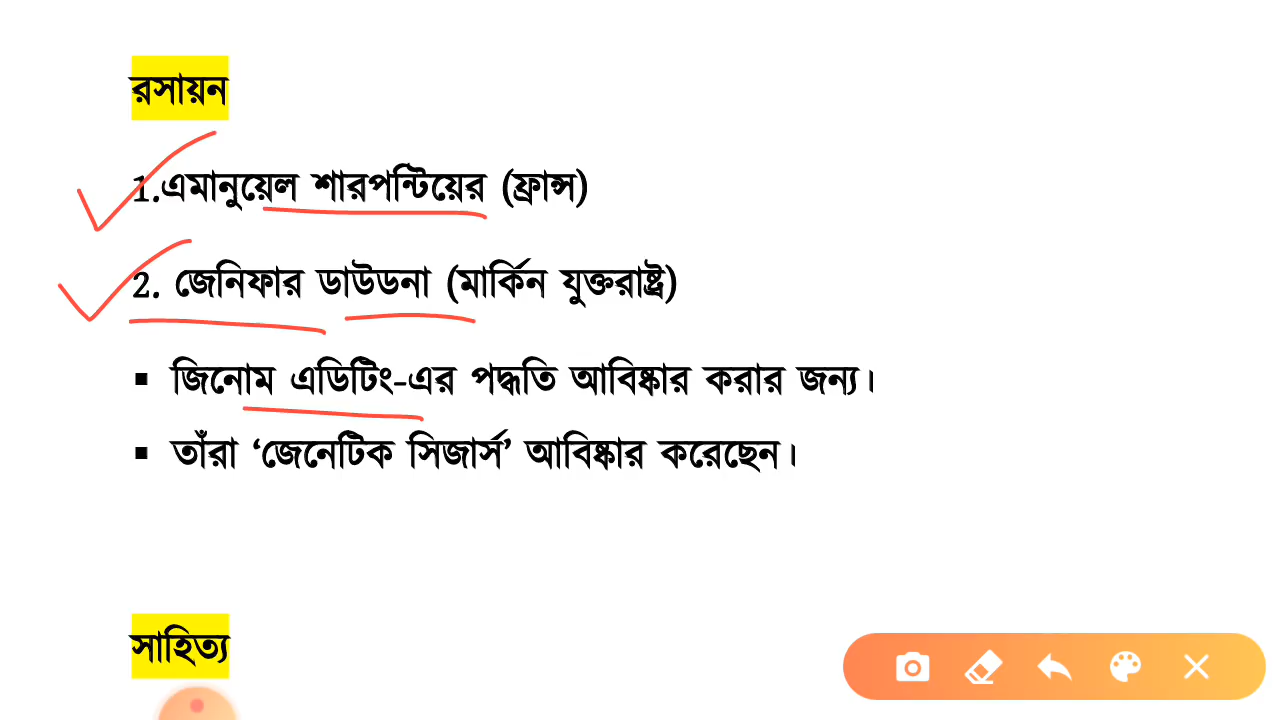 রসায়ন
1.এমানুয়েল শারপন্টিয়ের (ফ্রান্স)
2. জেনিফার ডাউডনা (মার্কিন যুক্তরাষ্ট্র)
▪ জিনোম এডিটিং-এর পদ্ধতি আবিষ্কার করার জন্য।
▪ তাঁরা ‘জেনেটিক সিজার্স’ আবিষ্কার করেছেন।
সাহিত্য